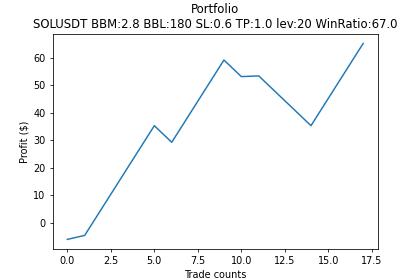 Portfolio
SOLUSDT BBM:2.8 BBL:180 SL:0.6 TP:1.0 lev:20 WinRatio:67.0
60
50
40
30
20
10
0
Profit ($)
0.0 2.5 5.0 7.5 10.0 12.5 15.0 17.5
Trade counts